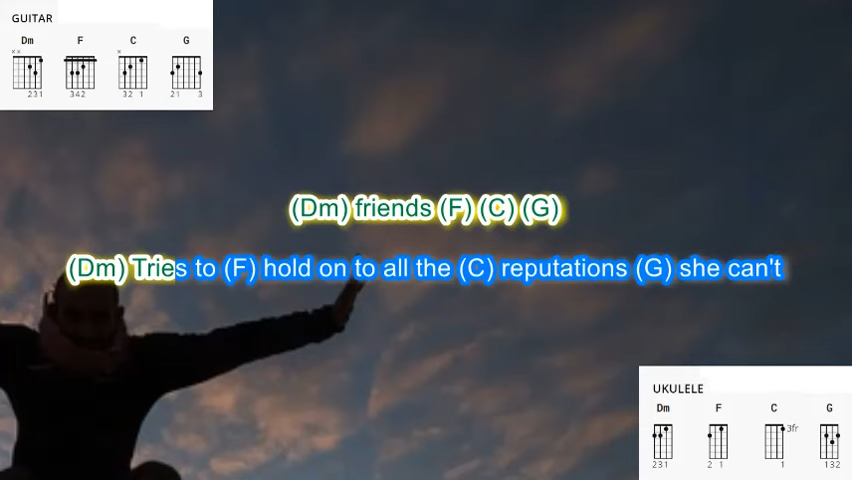 GUITAR
Dm F C G
x x x
231 342 32 1 21 3
(Dm) friends (F) (C) (G)
(Dm) Tries to (F) hold on to all the (C) reputations (G) she can't
UKULELE
Dm F C G
3fr
231 2 1 1 132